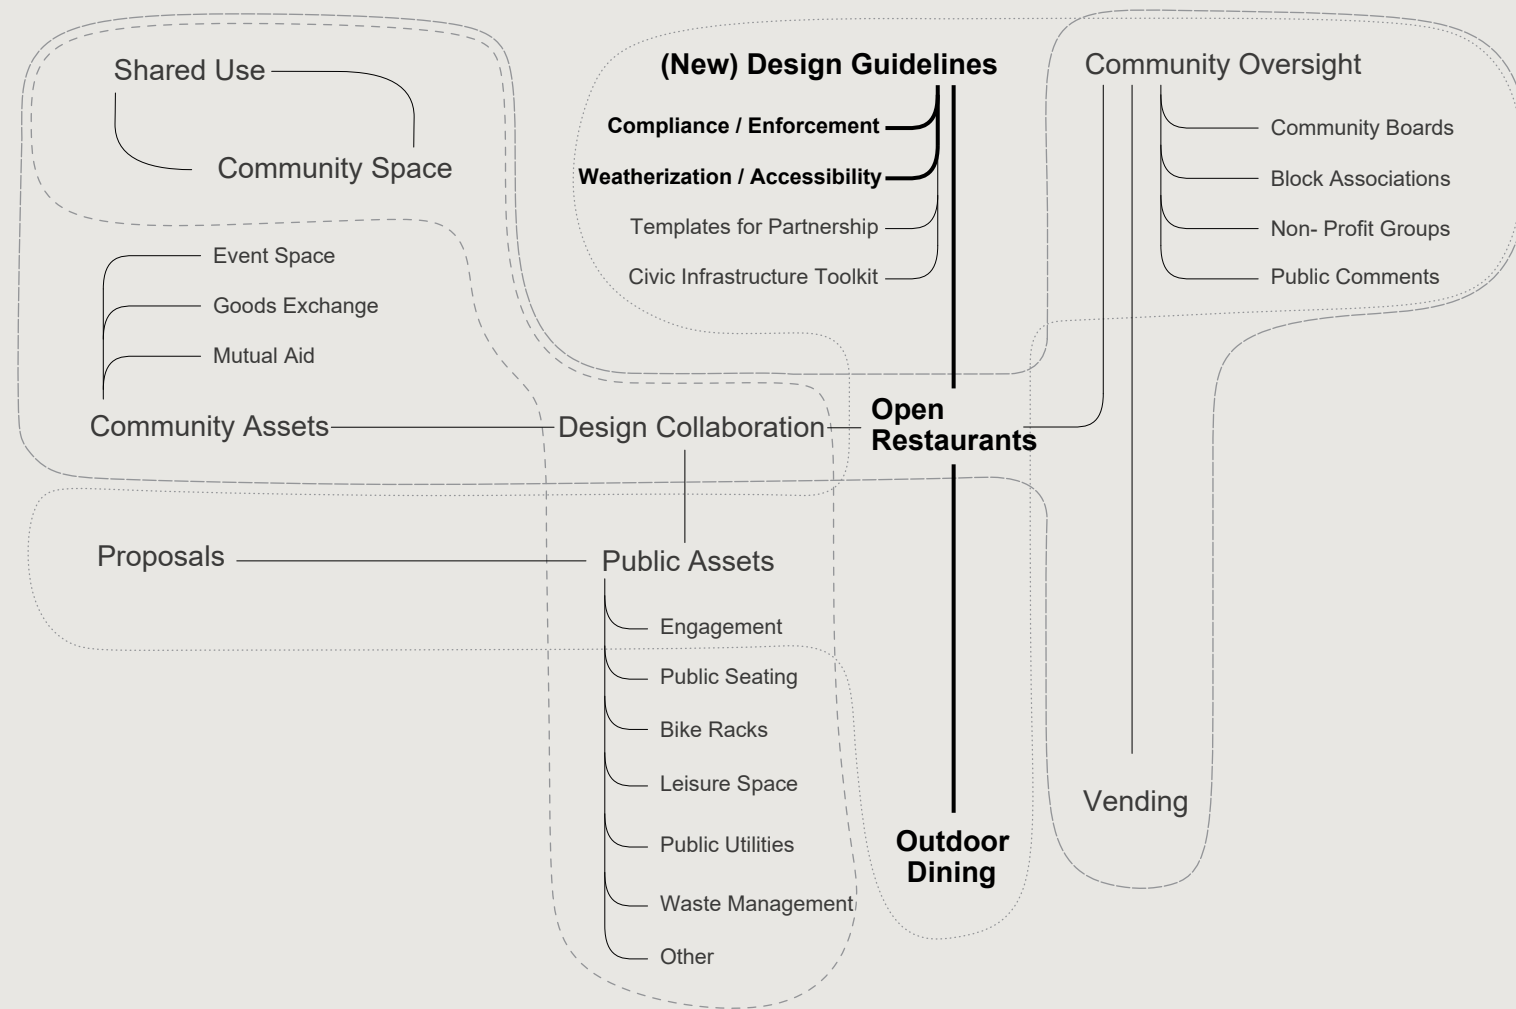 Shared Use
Community Space
Event Space
Goods Exchange
Mutual Aid
Community Assets
Design Collaboration
Proposals
Public Assets
Engagement
Public Seating
Bike Racks
Leisure Space
Public Utilities
Waste Management
Other
(New) Design Guidelines
Compliance / Enforcement
Weatherization / Accessibility
Templates for Partnership
Civic Infrastructure Toolkit
Open
Restaurants
Outdoor
Dining
Community Oversight
Community Boards
Block Associations
Non- Profit Groups
Public Comments
Vending